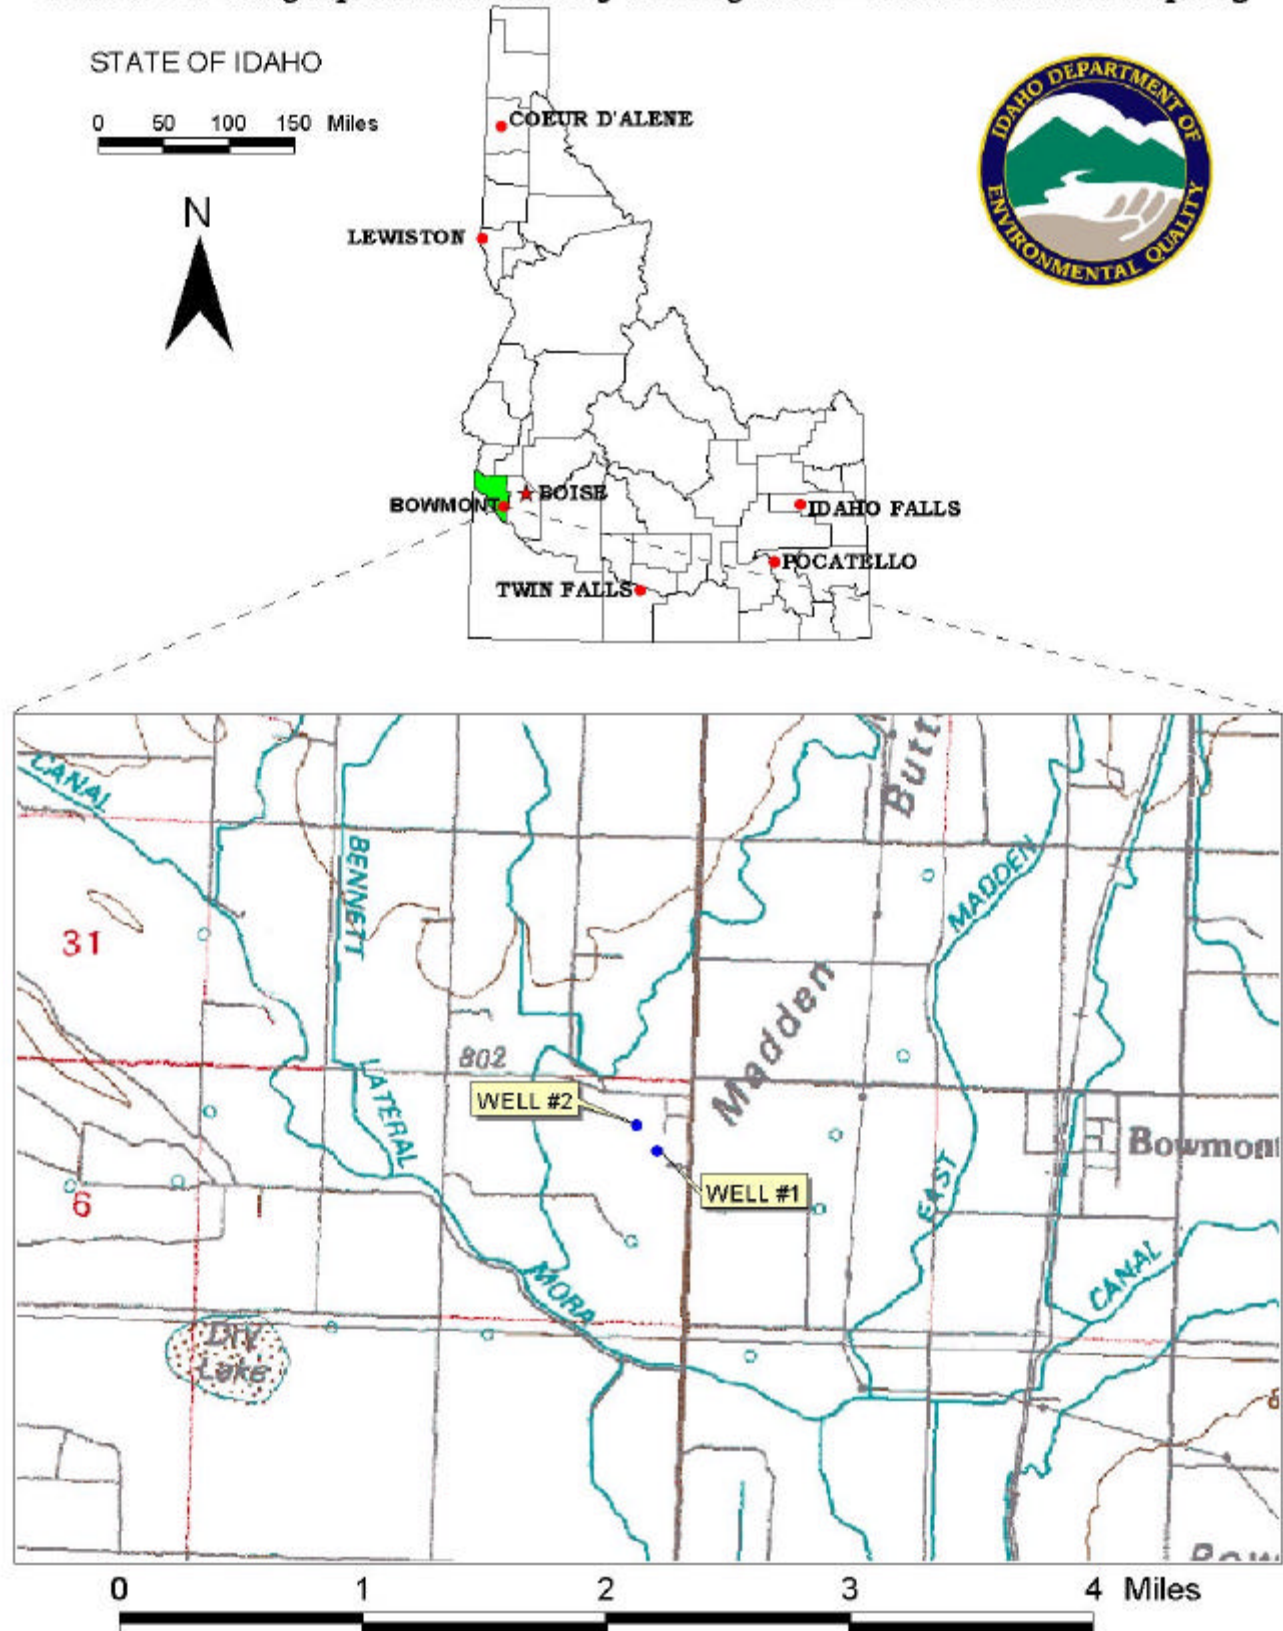 STATE OF IDAHO
0 50 100 150 Miles
N
COEUR D'ALENE
LEWISTON
IDAHO DEPARTMENT OF
ENVIRONMENTAL QUALITY
BOWMONT
BOISE
IDAHO FALLS
POCATELLO
TWIN FALLS
CANAL
BENNETT
LATERAL
31
802
Butt
MADDEN
Madden
WELL #2
WELL #1
Bowmon
EAST
6
MORA
CANAL
Dry
Lake
0 1 2 3 4 Miles